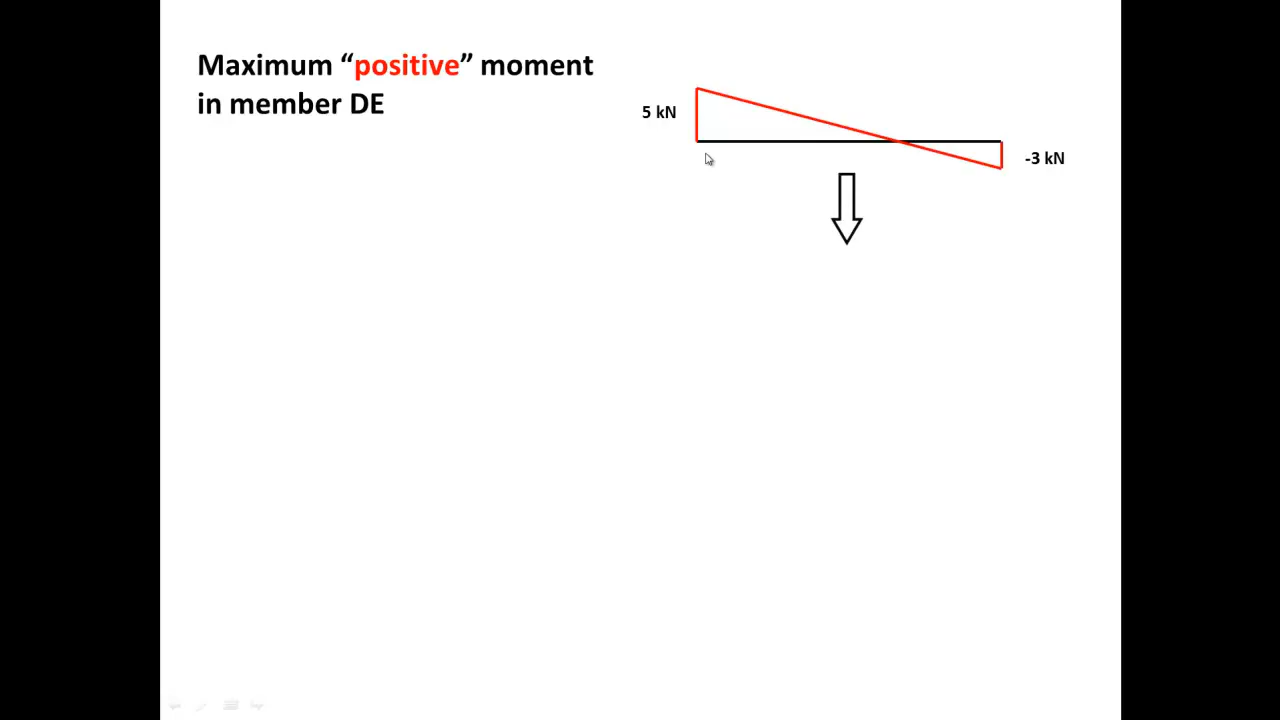 Maximum “positive” moment
in member DE
5 kN
-3 kN